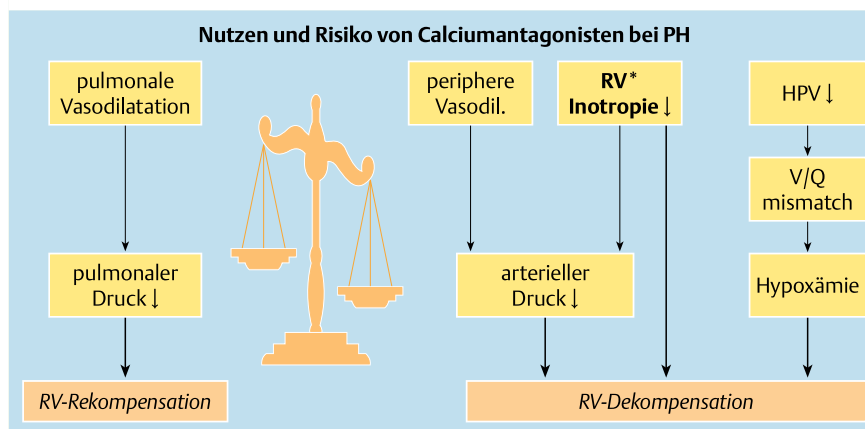 Nutzen und Risiko von Calciumantagonisten bei PH
pulmonale
Vasodilatation
periphere
Vasodil.
RV*
Inotropie ↓
HPV ↓
V/Q
mismatch
pulmonaler
Druck ↓
arterieller
Druck ↓
Hypoxämie
RV-Rekompensation
RV-Dekompensation